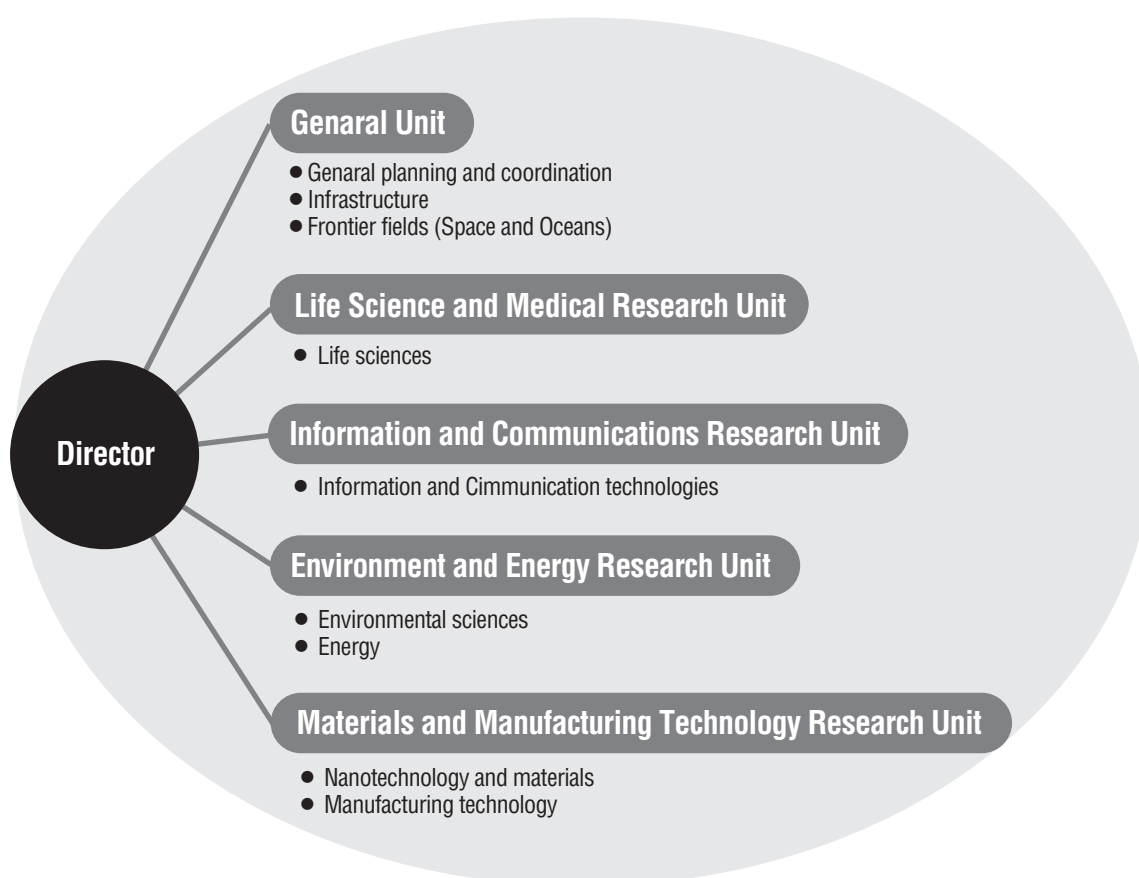 Genaral Unit
● Genaral planning and coordination
● Infrastructure
● Frontier fields (Space and Oceans)
Life Science and Medical Research Unit
● Life sciences
Director
Information and Communications Research Unit
● Information and Cimmunication technologies
Environment and Energy Research Unit
● Environmental sciences
● Energy
Materials and Manufacturing Technology Research Unit
● Nanotechnology and materials
● Manufacturing technology